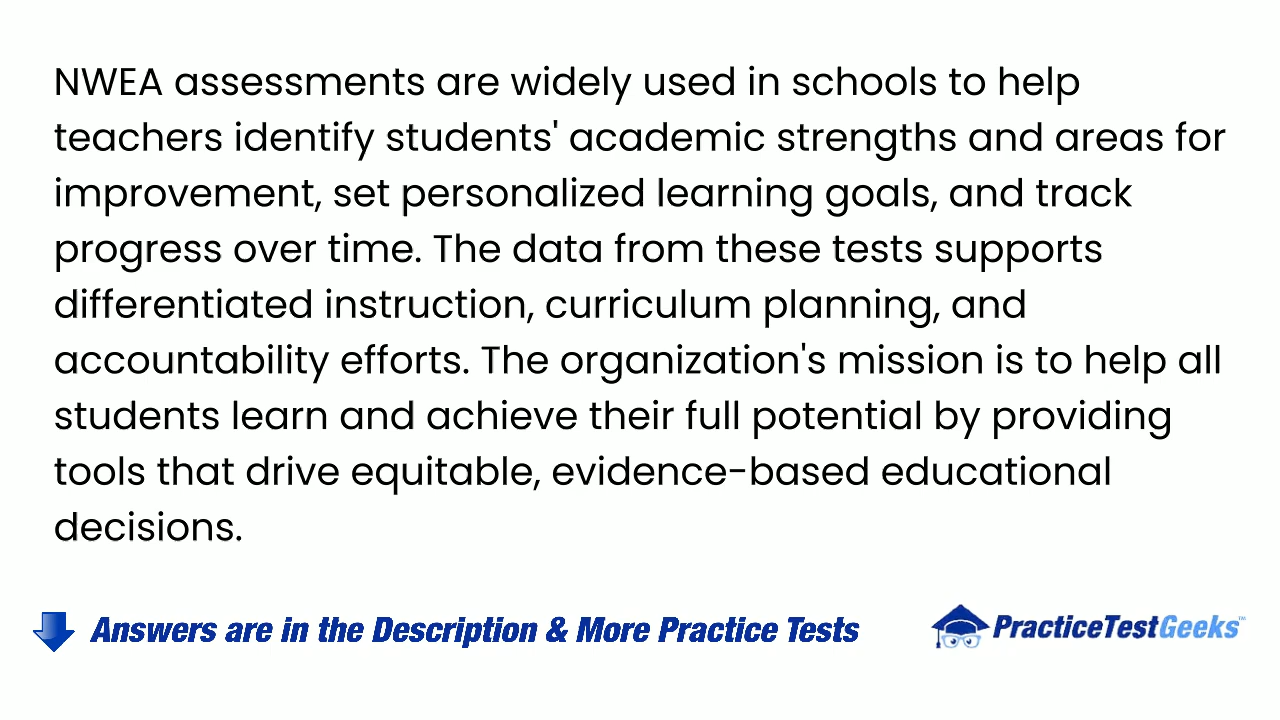 NWEA assessments are widely used in schools to help
teachers identify students' academic strengths and areas for
improvement, set personalized learning goals, and track
progress over time. The data from these tests supports
differentiated instruction, curriculum planning, and
accountability efforts. The organization's mission is to help all
students learn and achieve their full potential by providing
tools that drive equitable, evidence-based educational
decisions.
Answers are in the Description & More Practice Tests
PracticeTestGeeks™